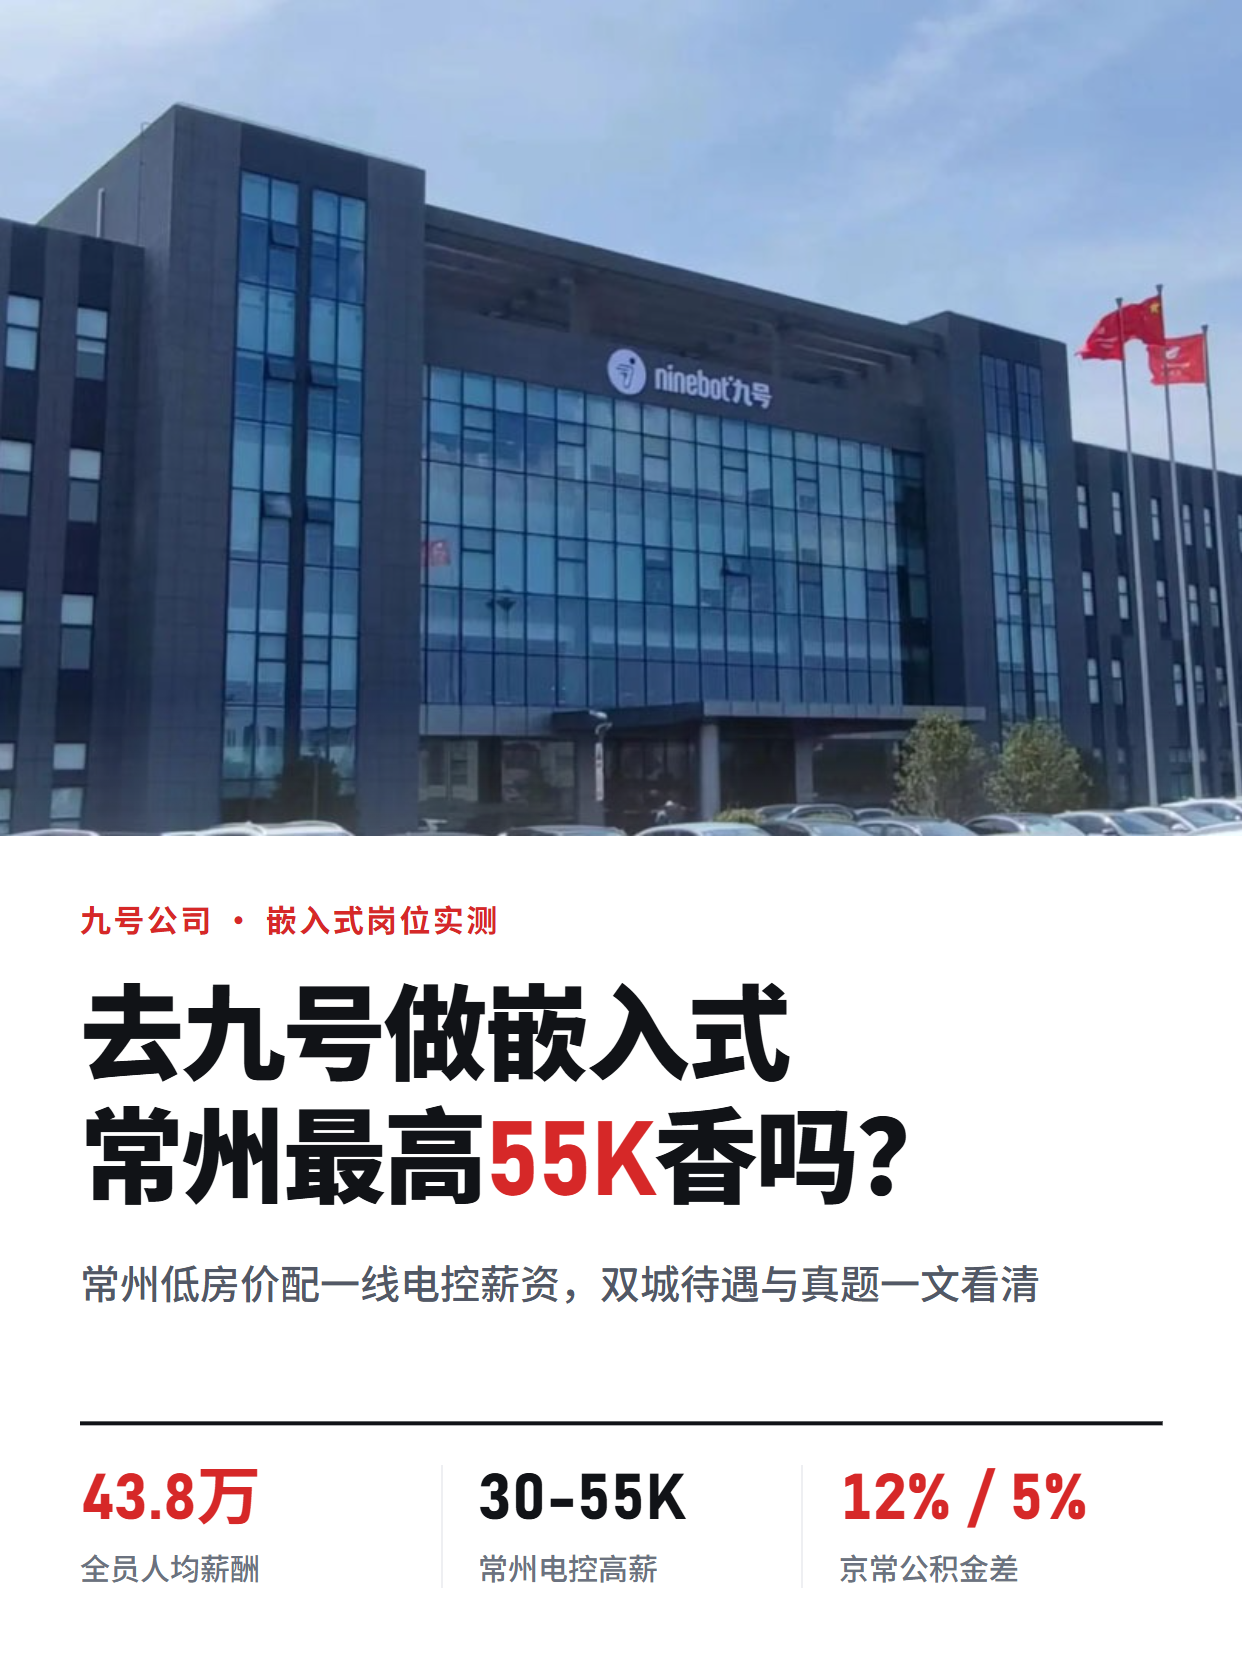 ninebot九号
九号公司 · 嵌入式岗位实测
去九号做嵌入式
常州最高55K香吗？
常州低房价配一线电控薪资，双城待遇与真题一文看清
43.8万
30-55K
12% / 5%
全员人均薪酬
常州电控高薪
京常公积金差